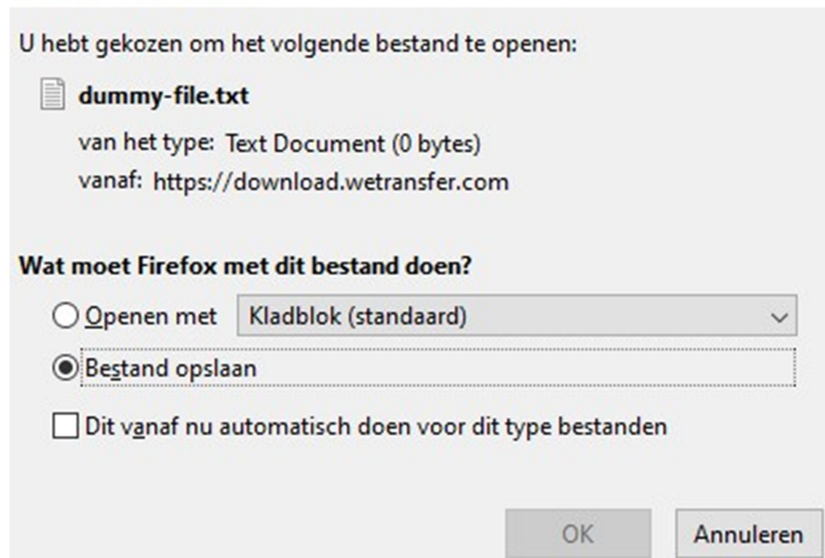 U hebt gekozen om het volgende bestand te openen:
dummy-file.txt
van het type: Text Document (0 bytes)
vanaf: https://download.wetransfer.com
Wat moet Firefox met dit bestand doen?
Openen met Kladblok (standaard)
Bestand opslaan
Dit vanaf nu automatisch doen voor dit type bestanden
OK Annuleren